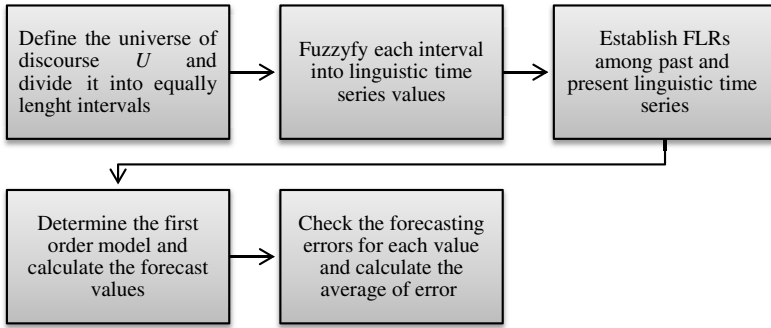 Define the universe of
discourse U and
divide it into equally
lenght intervals
Fuzzyfy each interval
into linguistic time
series values
Establish FLRs
among past and
present linguistic time
series
Determine the first
order model and
calculate the forecast
values
Check the forecasting
errors for each value
and calculate the
average of error